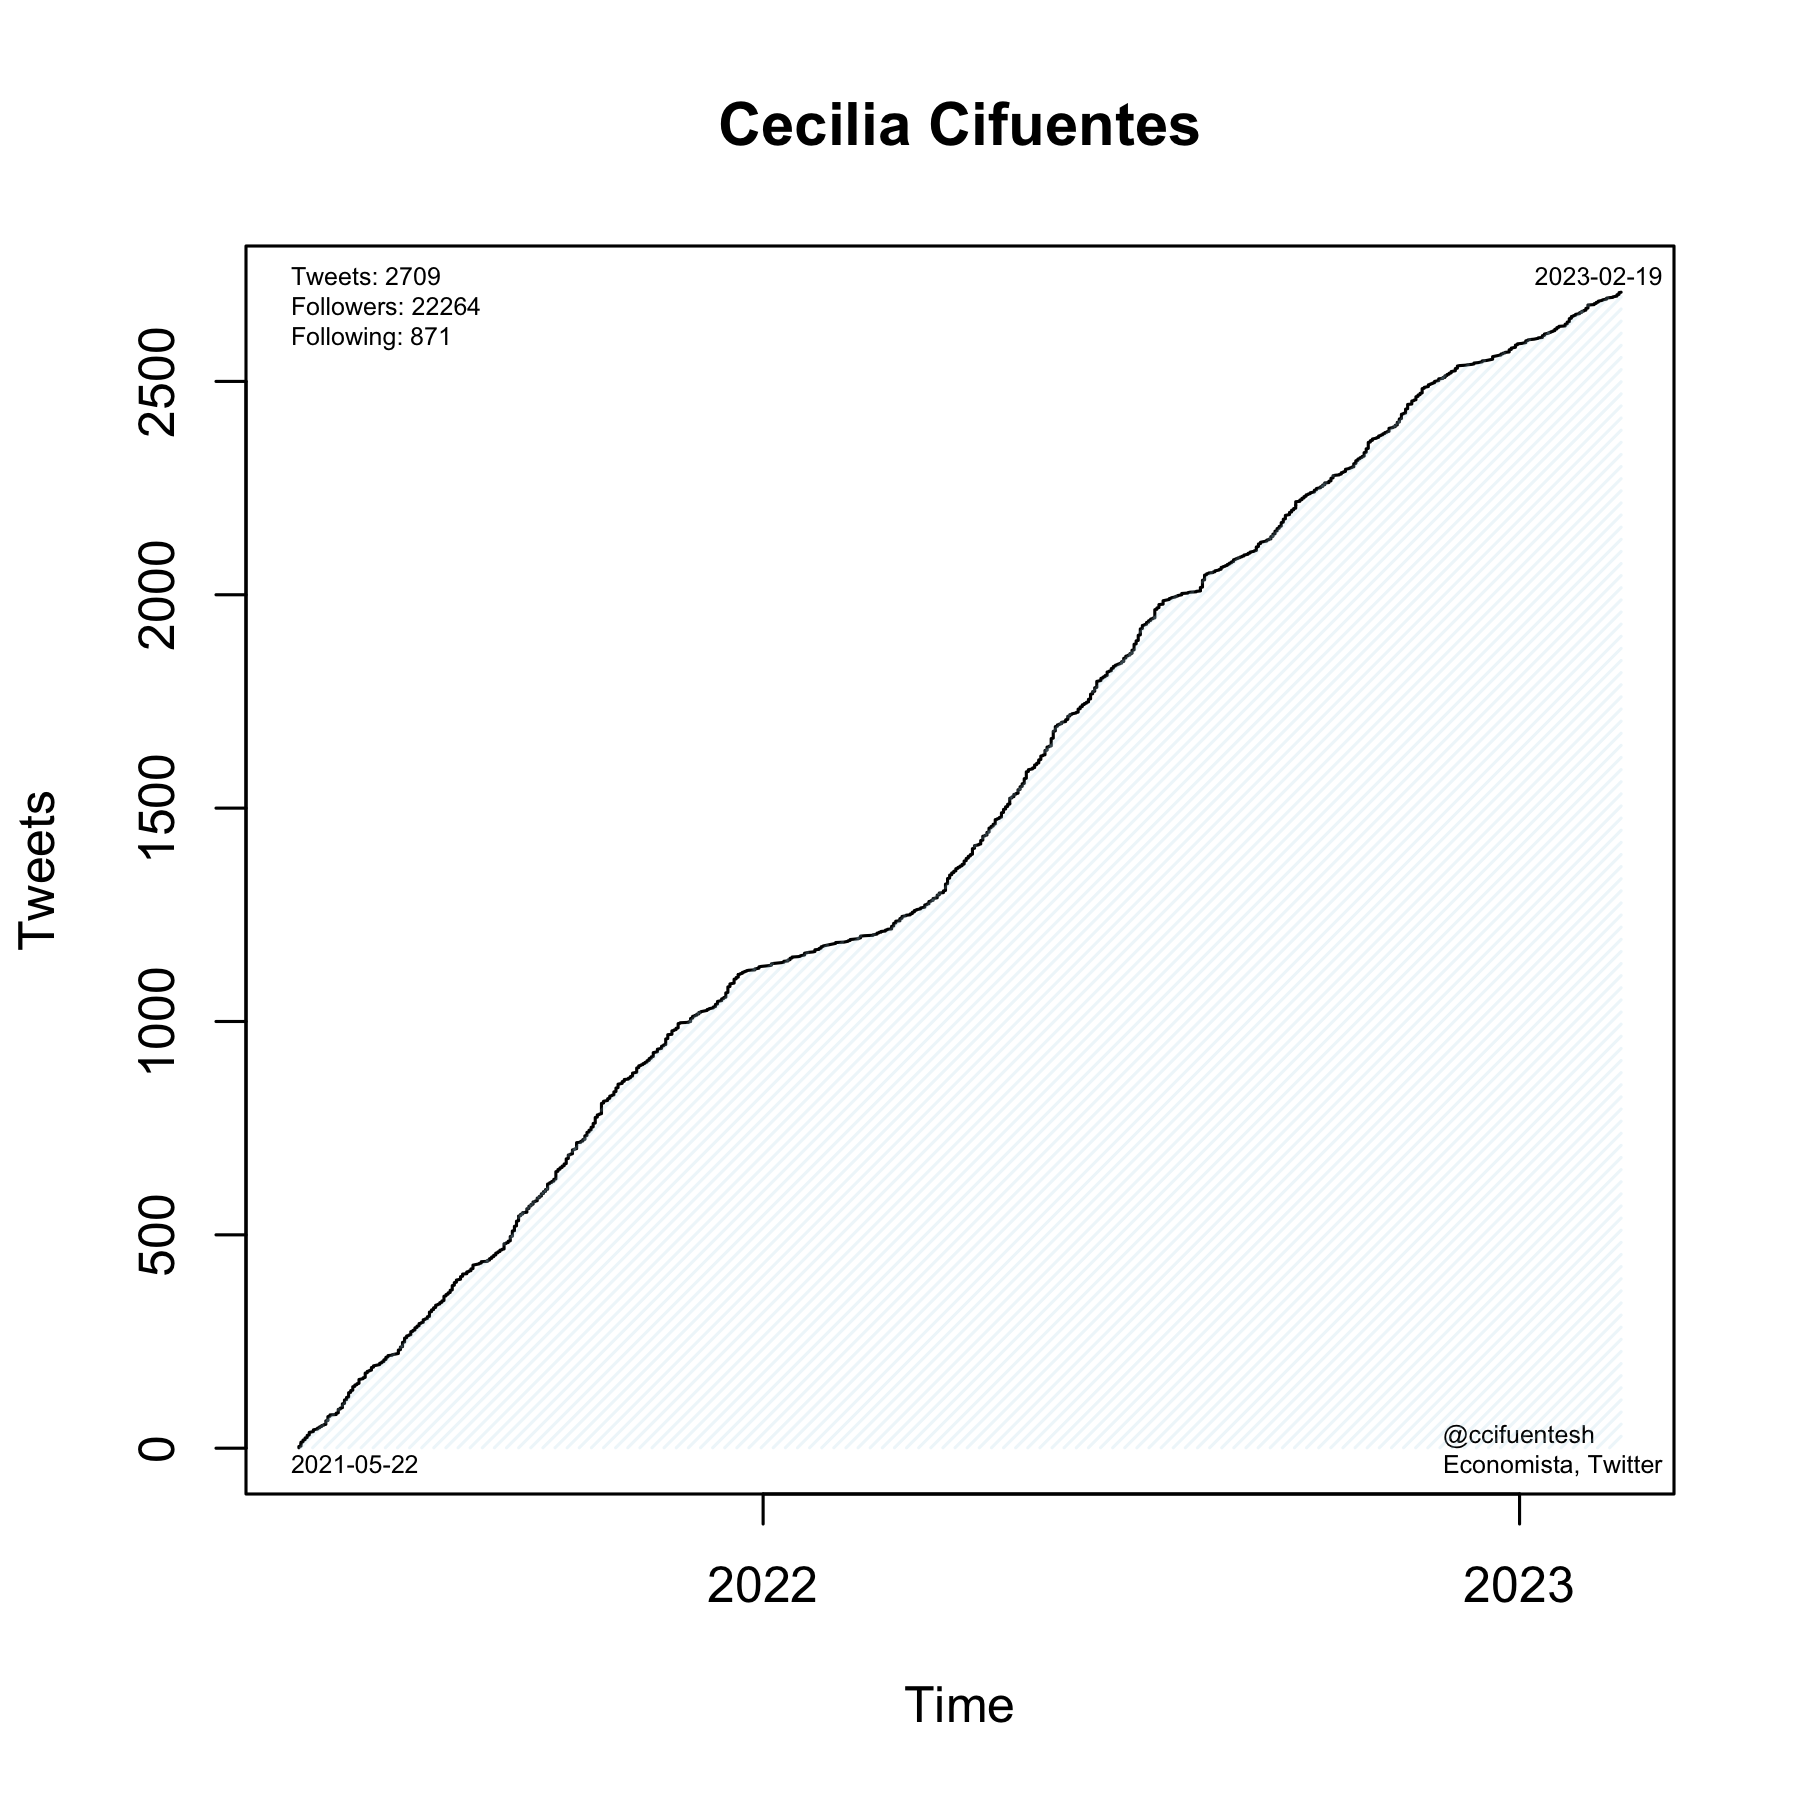 Cecilia Cifuentes
Tweets: 2709
Followers: 22264
Following: 871
2023-02-19
2500
2000
1500
1000
500
0
Tweets
2021-05-22
@ccifuentesh
Economista, Twitter
2022
2023
Time